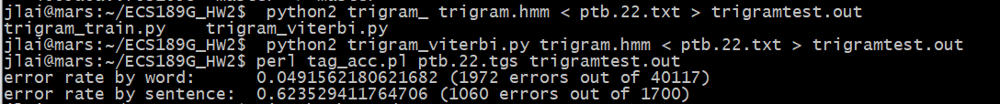 jlai@mars:~/ECS189G_HW2$  python2 trigram_ trigram.hmm < ptb.22.txt > trigramtest.out
trigram_train.py    trigram_viterbi.py
jlai@mars:~/ECS189G_HW2$  python2 trigram_viterbi.py trigram.hmm < ptb.22.txt > trigramtest.out
jlai@mars:~/ECS189G_HW2$ perl tag_acc.pl ptb.22.tgs trigramtest.out
error rate by word:      0.0491562180621682 (1972 errors out of 40117)
error rate by sentence:  0.623529411764706 (1060 errors out of 1700)